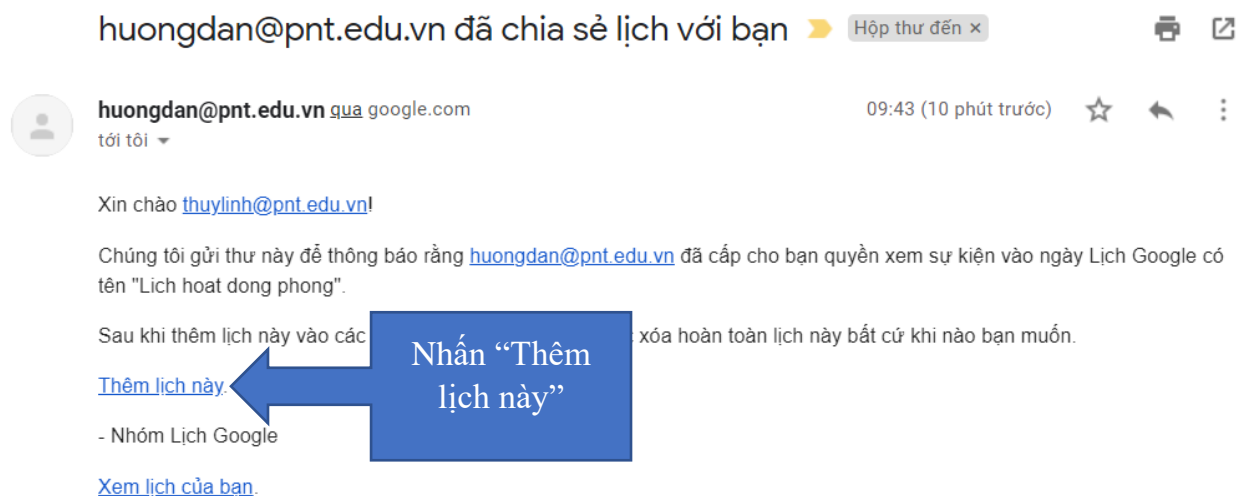 huongdan@pnt.edu.vn đã chia sẻ lịch với bạn Hộp thư đến ×
huongdan@pnt.edu.vn qua google.com 09:43 (10 phút trước)
tới tôi
Xin chào thuylinh@pnt.edu.vn!
Chúng tôi gửi thư này để thông báo rằng huongdan@pnt.edu.vn đã cấp cho bạn quyền xem sự kiện vào ngày Lịch Google có
tên "Lich hoat dong phong".
Sau khi thêm lịch này vào các xóa hoàn toàn lịch này bất cứ khi nào bạn muốn.
Nhấn “Thêm
lịch này”
Thêm lịch này.
- Nhóm Lịch Google
Xem lịch của bạn.